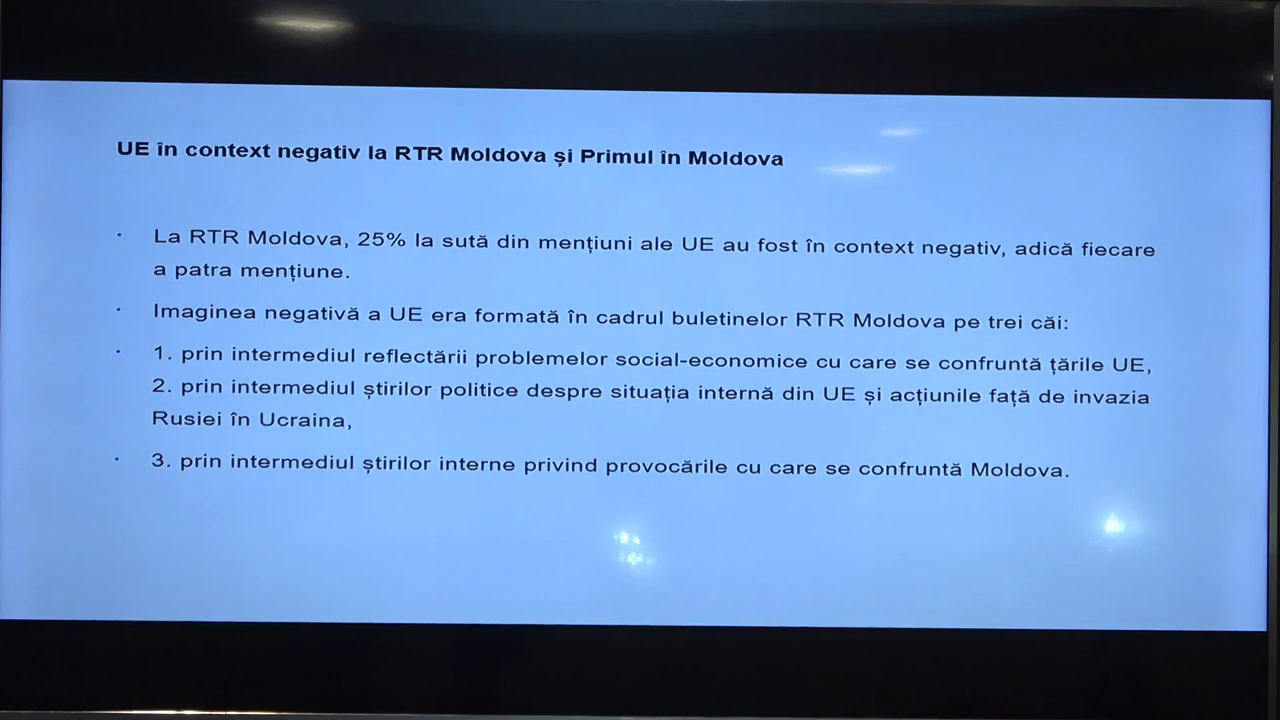 UE în context negativ la RTR Moldova și Primul în Moldova
· La RTR Moldova, 25% la sută din mențiuni ale UE au fost în context negativ, adică fiecare
a patra mențiune.
· Imaginea negativă a UE era formată în cadrul buletinelor RTR Moldova pe trei căi:
· 1. prin intermediul reflectării problemelor social-economice cu care se confruntă țările UE,
2. prin intermediul știrilor politice despre situația internă din UE și acțiunile față de invazia
Rusiei în Ucraina,
· 3. prin intermediul știrilor interne privind provocările cu care se confruntă Moldova.